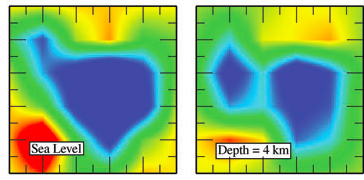 Sea Level
Depth = 4 km